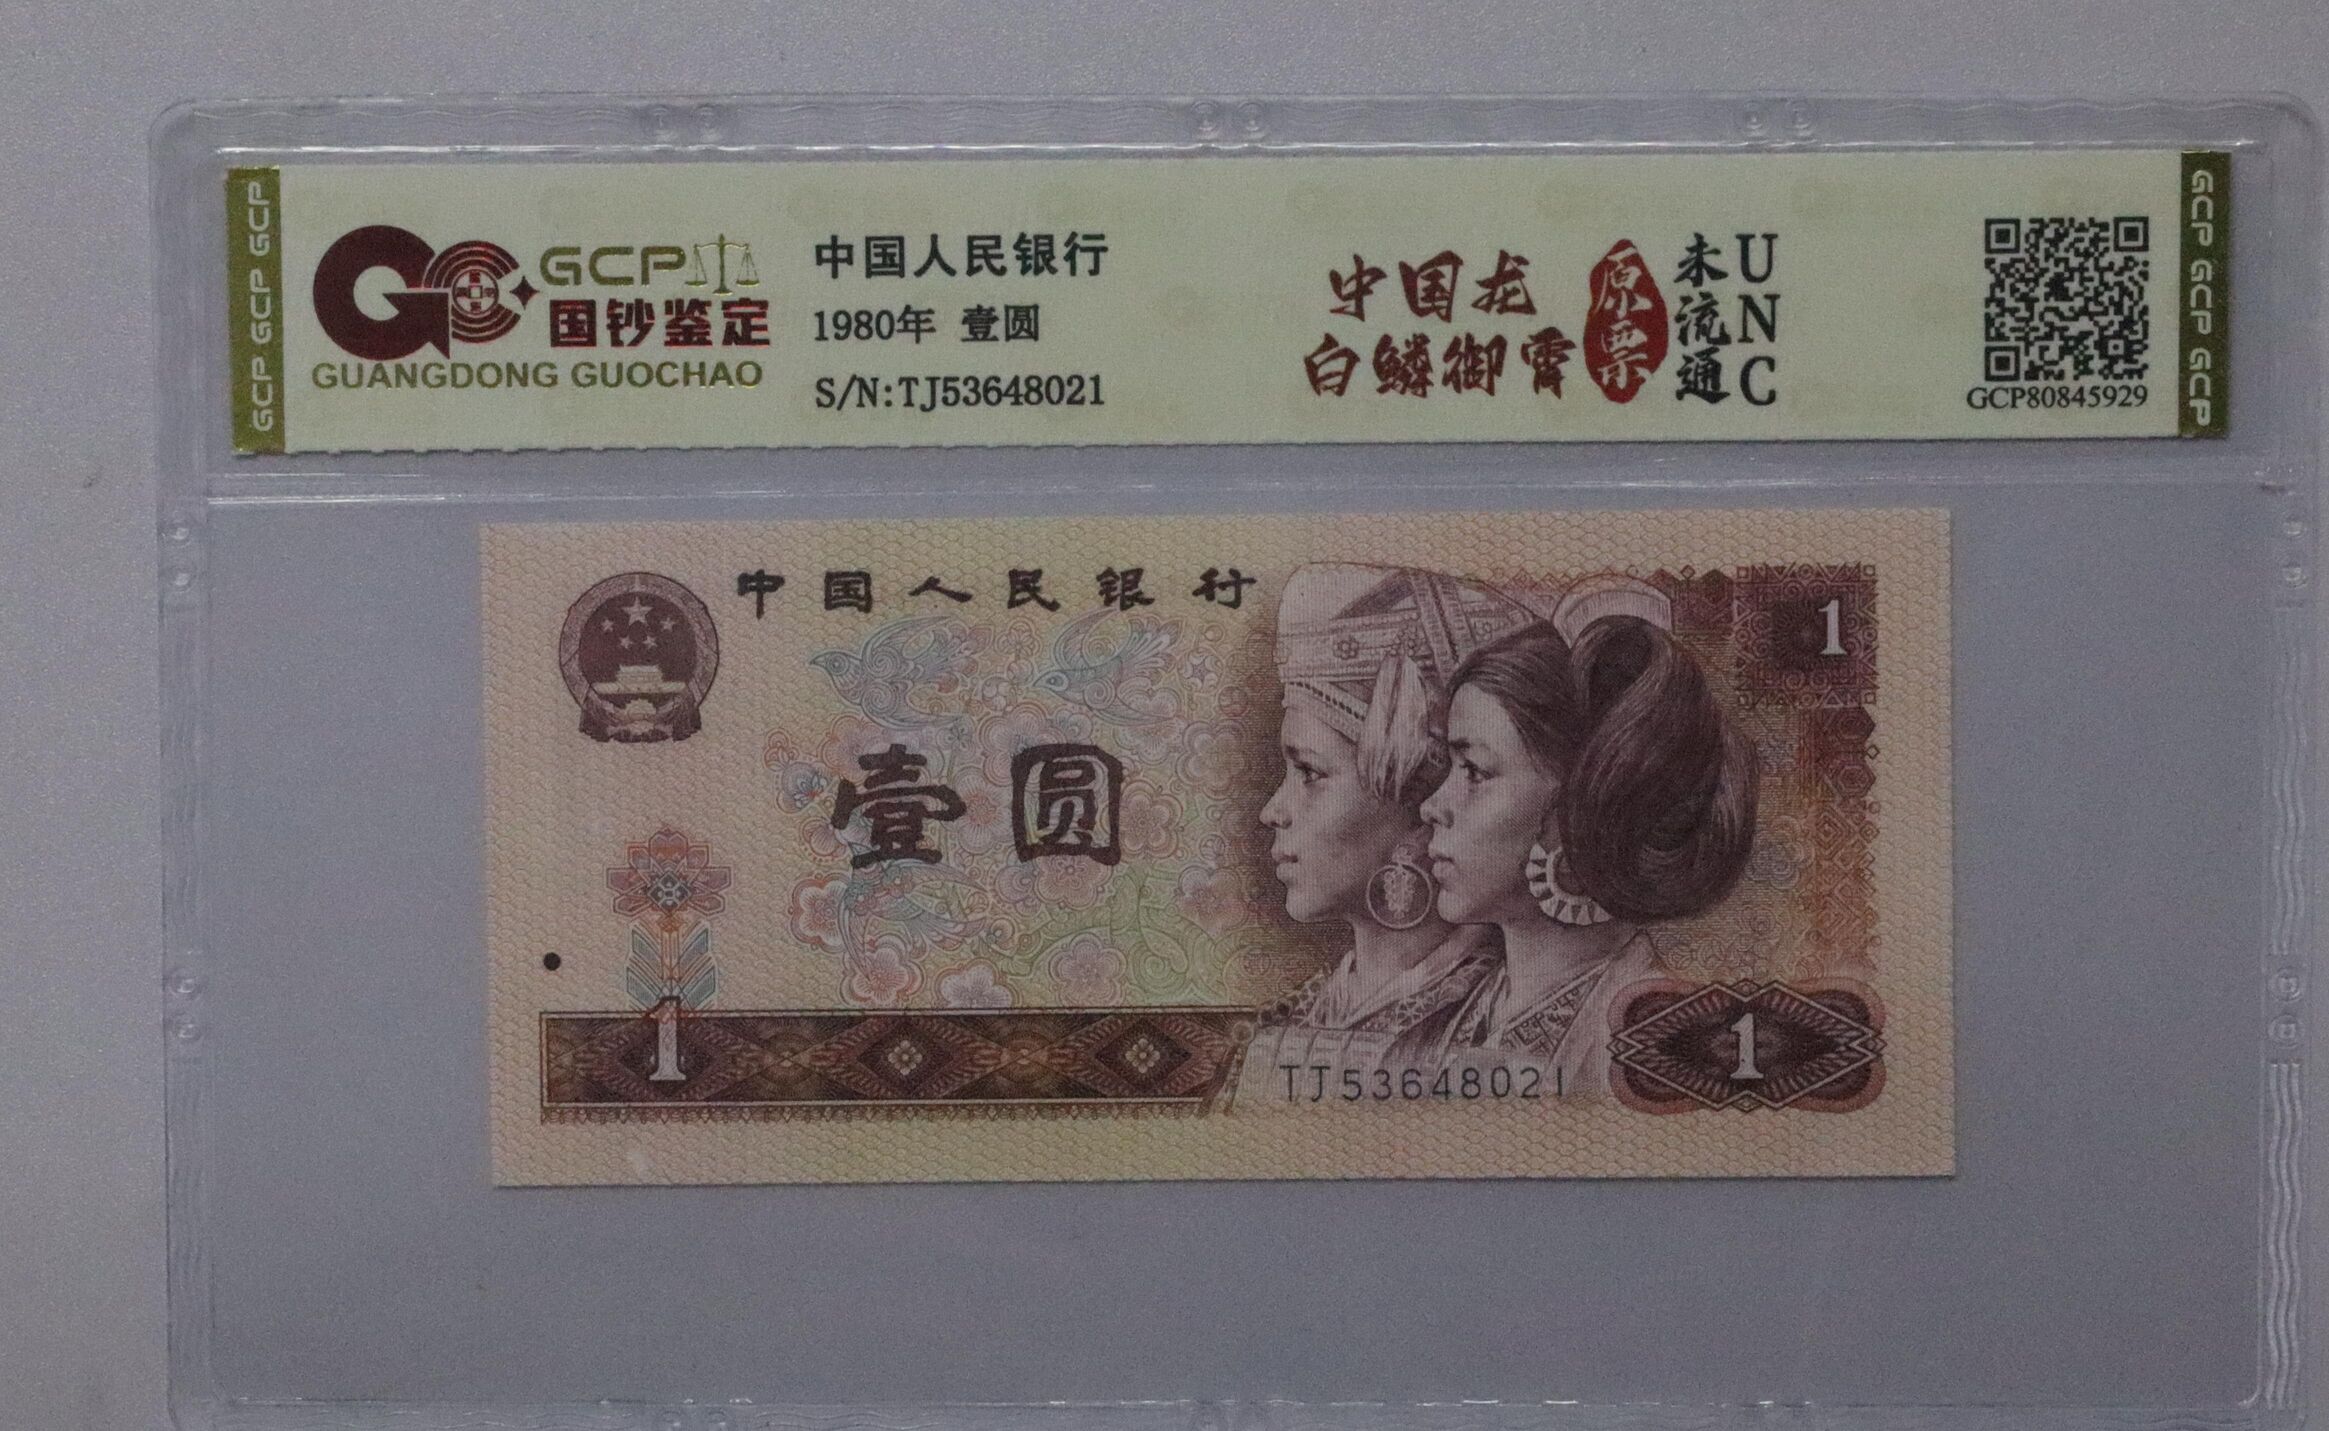 GCP GCP GCP
GCP
国钞鉴定
GUANGDONG GUOCHAO
中国人民银行
1980年 壹圆
S/N:TJ53648021
中国龙
白鳞御霄
原票
未流通
UNC
GCP80845929
GCP GCP GCP
中国人民银行
1
壹圆
1
1
TJ53648021